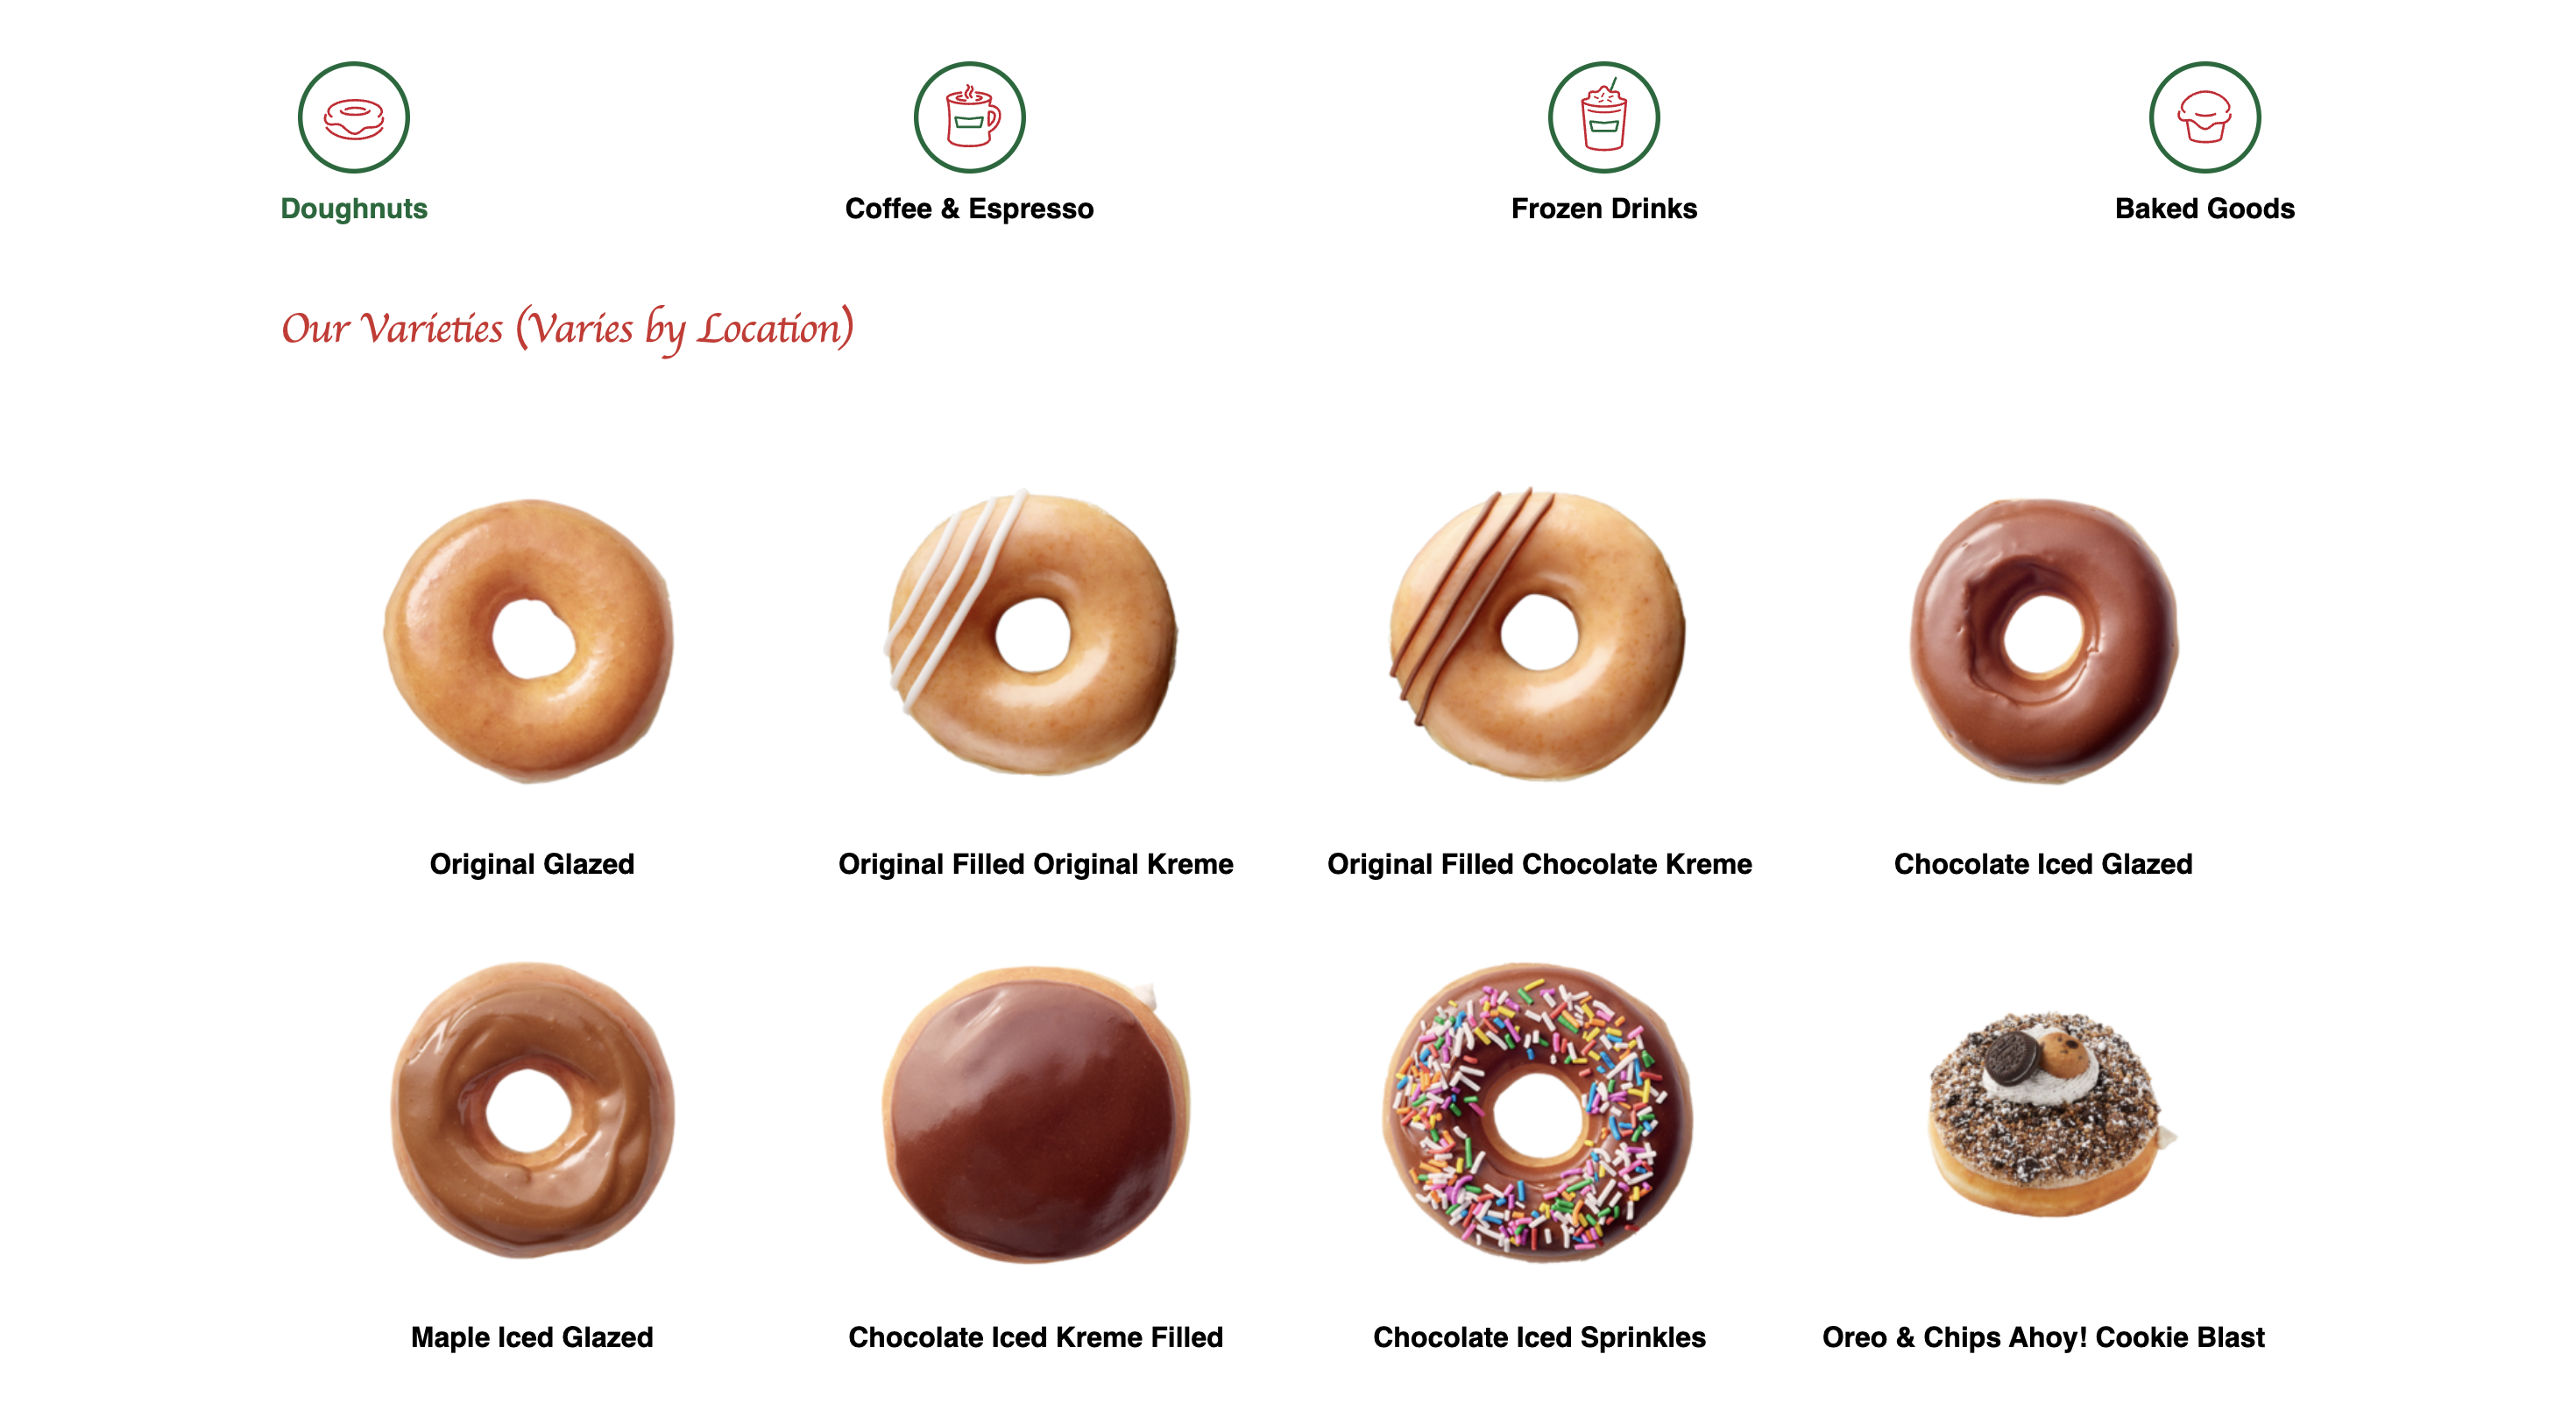 Doughnuts
Coffee & Espresso
Frozen Drinks
Baked Goods
Our Varieties (Varies by Location)
Original Glazed
Original Filled Original Kreme
Original Filled Chocolate Kreme
Chocolate Iced Glazed
Maple Iced Glazed
Chocolate Iced Kreme Filled
Chocolate Iced Sprinkles
Oreo & Chips Ahoy! Cookie Blast